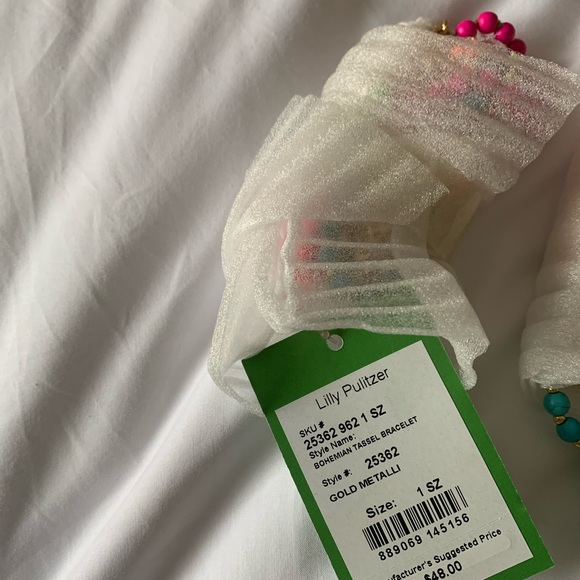 Lilly Pulitzer
SKU #
25362 962 1 SZ
Style Name:
BOHEMIAN TASSEL BRACELET
Style #: 25362
GOLD METALLI
Size: 1 SZ
889069 145156
ufacturer's Suggested Price
$48.00